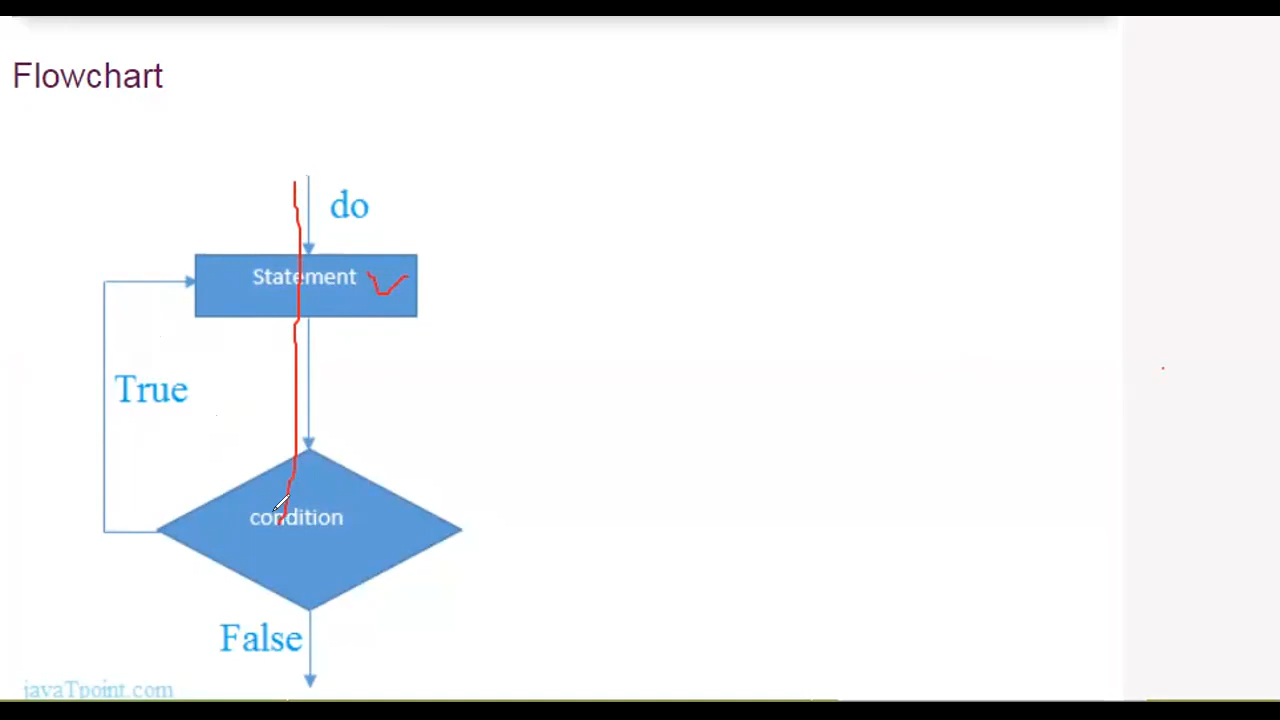 Flowchart
do
Statement
True
condition
False
javaTpoint.com